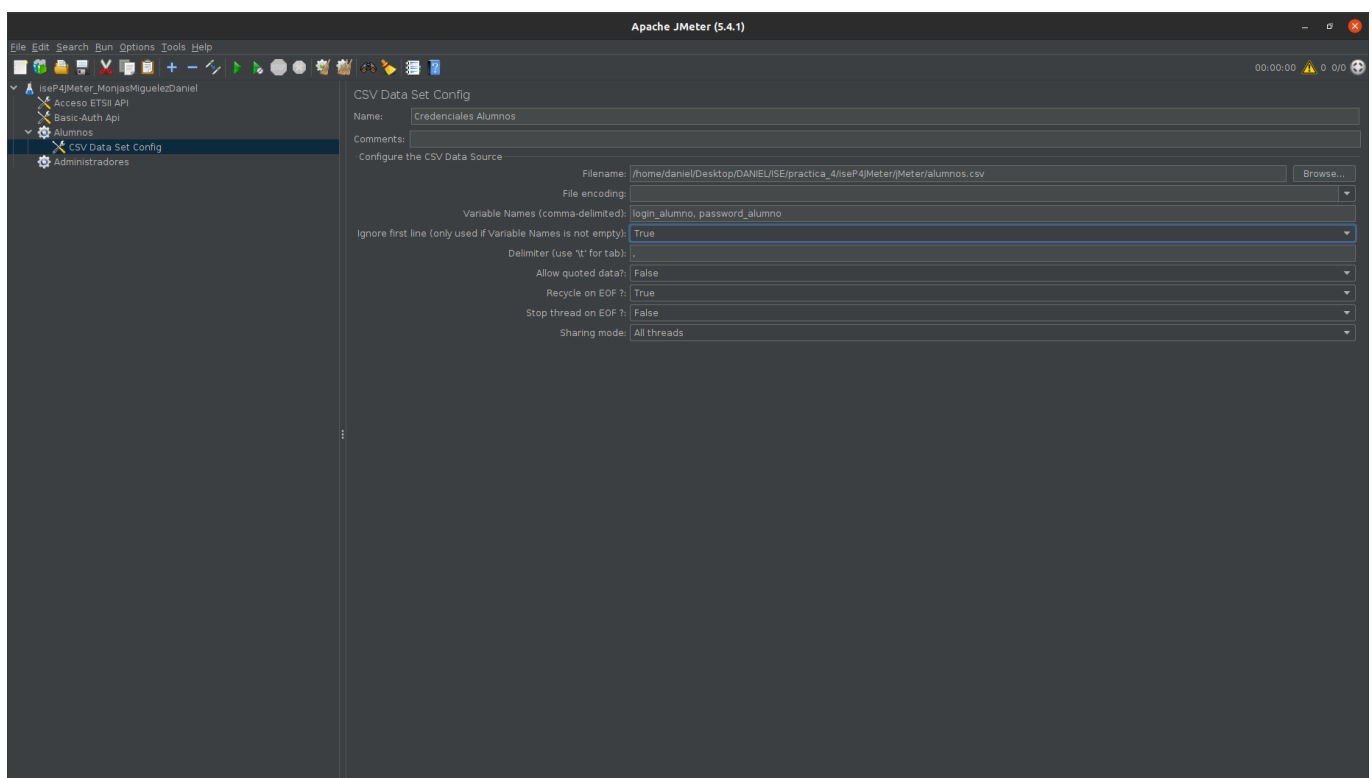 Apache JMeter (5.4.1)
File Edit Search Run Options Tools Help
00:00:00 0 0/0
iseP4JMeter_MonjasMiguelezDaniel
Acceso ETSII API
Basic-Auth Api
Alumnos
CSV Data Set Config
Administradores
CSV Data Set Config
Name: Credenciales Alumnos
Comments:
Configure the CSV Data Source
Filename: /home/daniel/Desktop/DANIEL/ISE/practica_4/iseP4JMeter/jMeter/alumnos.csv Browse...
File encoding:
Variable Names (comma-delimited): login_alumno, password_alumno
Ignore first line (only used if Variable Names is not empty): True
Delimiter (use '\t' for tab): ,
Allow quoted data?: False
Recycle on EOF ?: True
Stop thread on EOF ?: False
Sharing mode: All threads